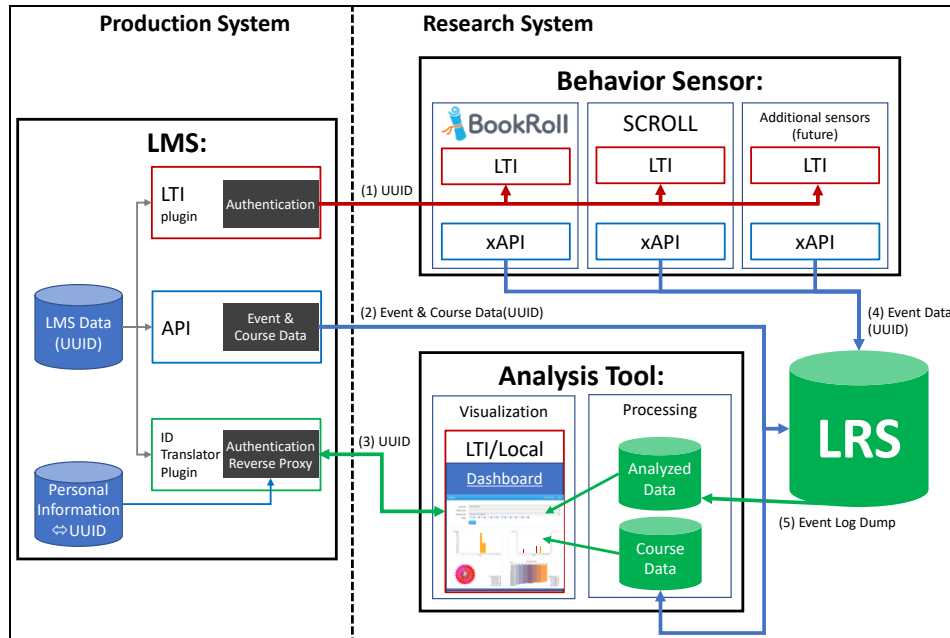 Production System
Research System
LMS:
LTI
plugin
Authentication
LMS Data
(UUID)
API
Event &
Course Data
ID
Translator
Plugin
Authentication
Reverse Proxy
Personal
Information
⇔UUID
Behavior Sensor:
BookRoll
LTI
xAPI
SCROLL
LTI
xAPI
Additional sensors
(future)
LTI
xAPI
(1) UUID
(2) Event & Course Data(UUID)
(3) UUID
(4) Event Data
(UUID)
Analysis Tool:
Visualization
LTI/Local
Dashboard
Processing
Analyzed
Data
Course
Data
LRS
(5) Event Log Dump